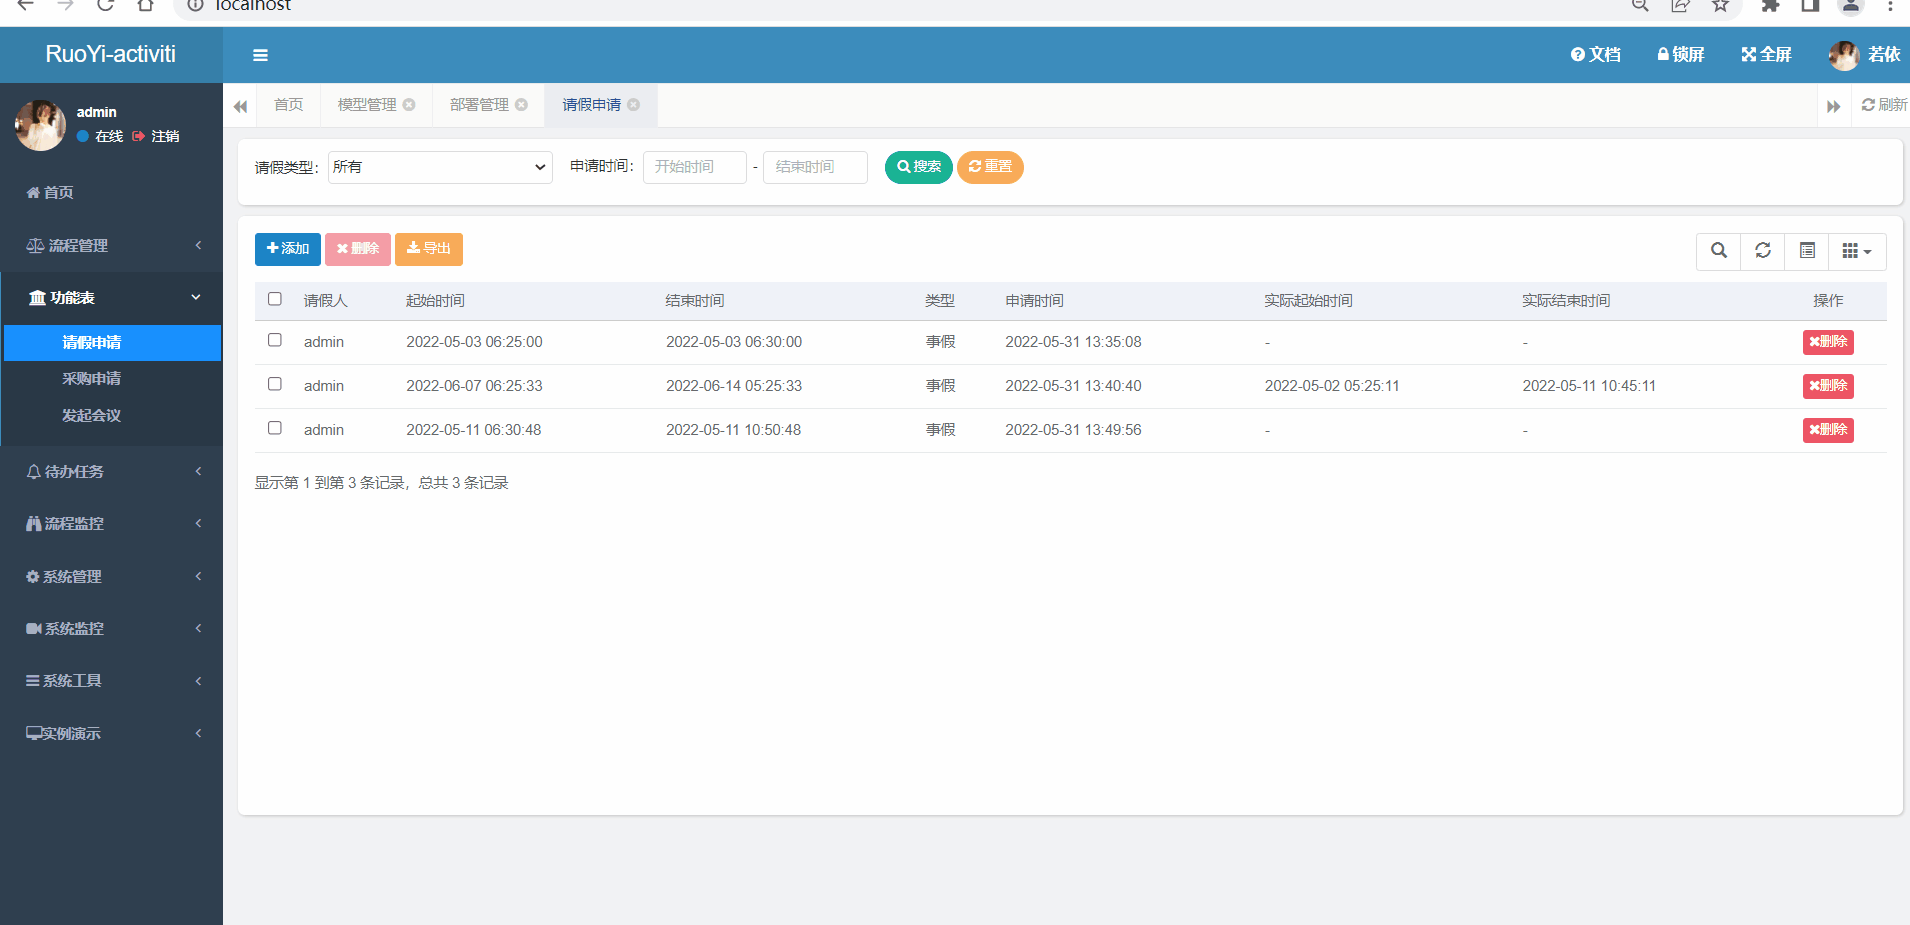 localhost
RuoYi-activiti
文档
锁屏
全屏
若依
admin
在线 注销
首页
模型管理
部署管理
请假申请
刷新
首页
流程管理
功能表
请假申请
采购申请
发起会议
待办任务
流程监控
系统管理
系统监控
系统工具
实例演示
请假类型: 所有 申请时间: 开始时间 - 结束时间 搜索 重置
添加 删除 导出
请假人 起始时间 结束时间 类型 申请时间 实际起始时间 实际结束时间 操作
admin 2022-05-03 06:25:00 2022-05-03 06:30:00 事假 2022-05-31 13:35:08 - - 删除
admin 2022-06-07 06:25:33 2022-06-14 05:25:33 事假 2022-05-31 13:40:40 2022-05-02 05:25:11 2022-05-11 10:45:11 删除
admin 2022-05-11 06:30:48 2022-05-11 10:50:48 事假 2022-05-31 13:49:56 - - 删除
显示第 1 到第 3 条记录，总共 3 条记录